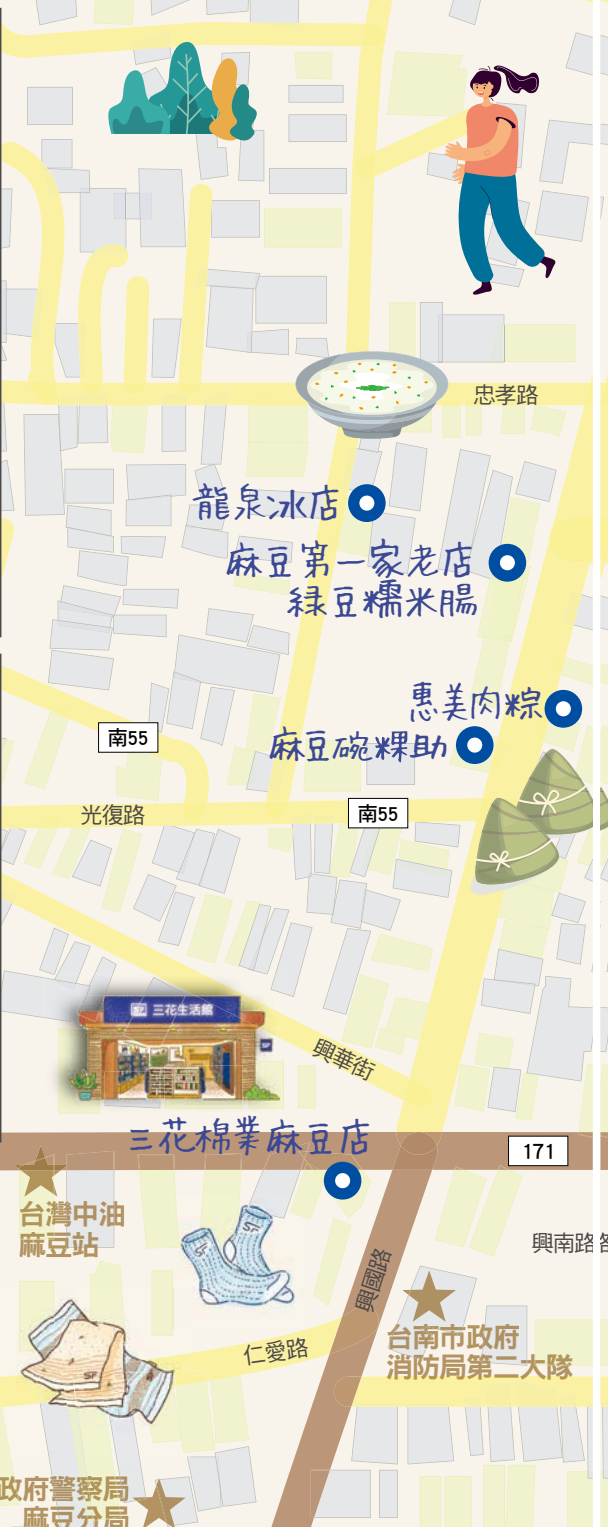 忠孝路
龍泉冰店
麻豆第一家老店
綠豆糯米腸
惠美肉粽
麻豆碗粿助
南55
光復路
南55
三花生活館
興華街
三花棉業麻豆店
171
台灣中油
麻豆站
SF
SF
興南路
興國路
台南市政府
消防局第二大隊
仁愛路
SF
政府警察局
麻豆分局